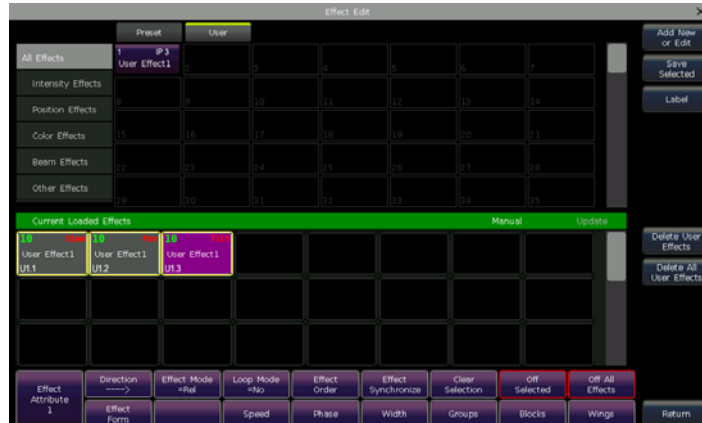 Effect Edit
×
Preset
User
Add New
or Edit
Save
Selected
Label
All Effects
Intensity Effects
Position Effects
Color Effects
Beam Effects
Other Effects
1 IP 3
User Effect1
2
3
4
5
6
7
8
9
10
11
12
13
14
15
16
17
18
19
20
21
22
23
24
25
26
27
28
29
30
31
32
33
34
35
Current Loaded Effects
Manual
Update
10
User Effect1
U1.1
10
User Effect1
U1.2
10
User Effect1
U1.3
Delete User
Effects
Delete All
User Effects
Effect
Attribute
1
Direction
---->
Effect Mode
=Rel
Loop Mode
=No
Effect
Order
Effect
Synchronize
Clear
Selection
Off
Selected
Off All
Effects
Effect
Form
Speed
Phase
Width
Groups
Blocks
Wings
Return